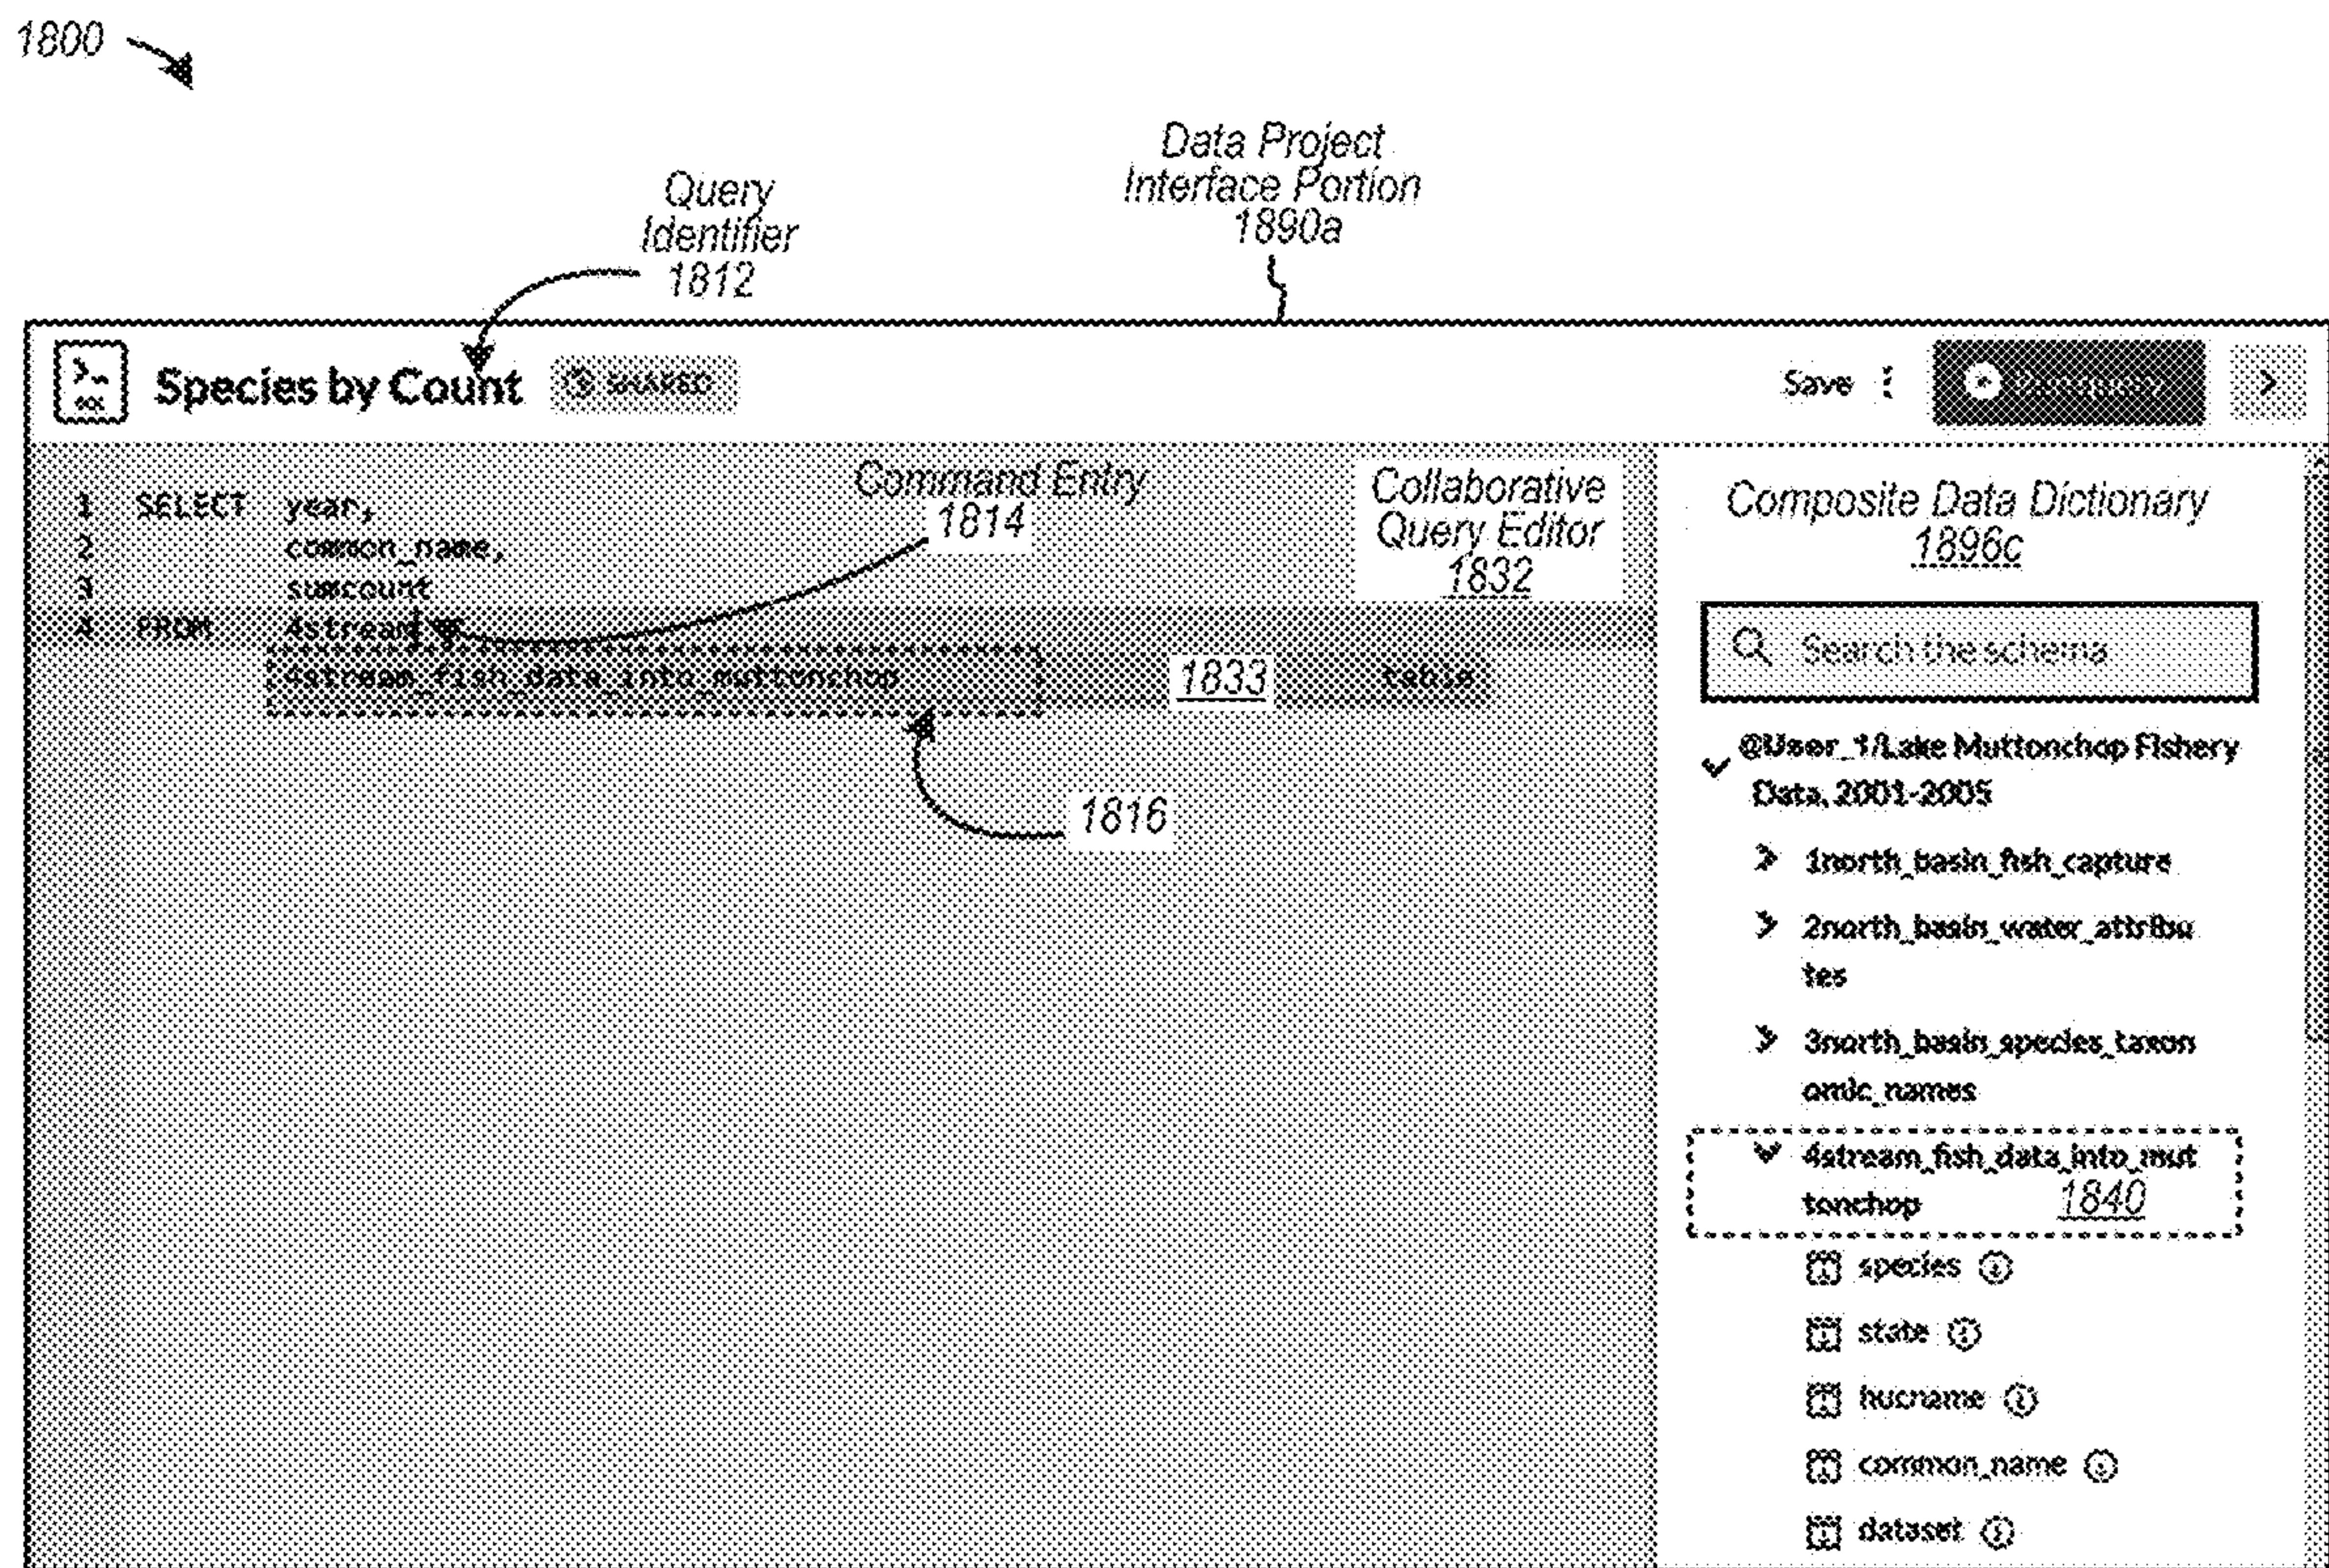 1800
Data Project
Interface Portion
1890a
Query
Identifier
1812
Species by Count SHARED Save Run query
Command Entry
1814
Collaborative
Query Editor
1832
1 SELECT year,
2 common_name,
3 sumcount
4 FROM 4stream
4stream_fish_data_into_muttonchop 1833 table
1816
Composite Data Dictionary
1896c
Search the schema
@User_1/Lake Muttonchop Fishery
Data, 2001-2005
1north_basin_fish_capture
2north_basin_water_attribu
tes
3north_basin_species_taxon
omic_names
4stream_fish_data_into_mut
tonchop 1840
species
state
hucname
common_name
dataset